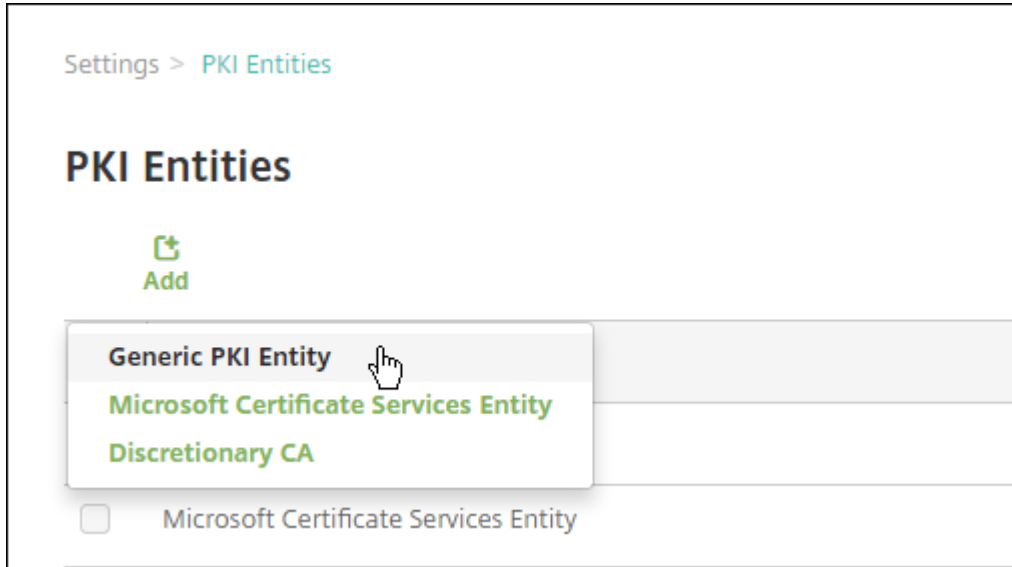 Settings > PKI Entities
PKI Entities
Add
Generic PKI Entity
Microsoft Certificate Services Entity
Discretionary CA
Microsoft Certificate Services Entity